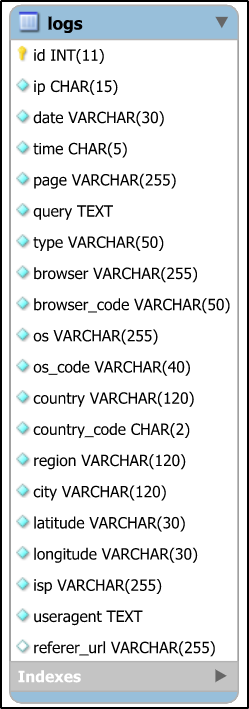 logs
id INT(11)
ip CHAR(15)
date VARCHAR(30)
time CHAR(5)
page VARCHAR(255)
query TEXT
type VARCHAR(50)
browser VARCHAR(255)
browser_code VARCHAR(50)
os VARCHAR(255)
os_code VARCHAR(40)
country VARCHAR(120)
country_code CHAR(2)
region VARCHAR(120)
city VARCHAR(120)
latitude VARCHAR(30)
longitude VARCHAR(30)
isp VARCHAR(255)
useragent TEXT
referer_url VARCHAR(255)
Indexes